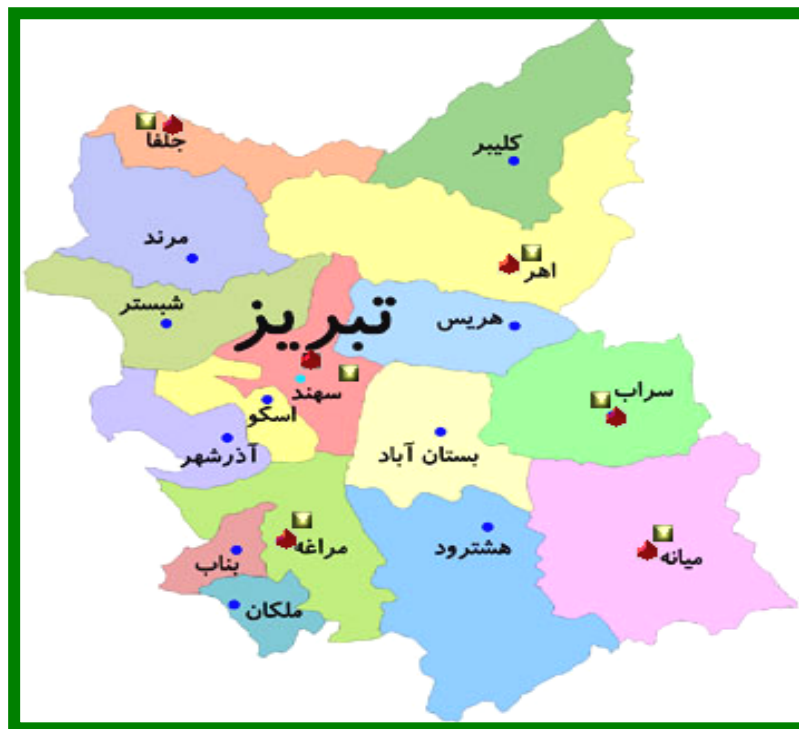 جلفا
کلیبر
مرند
اهر
شبستر
تبریز
هریس
سهند
سراب
اسکو
آذرشهر
بستان آباد
هشترود
مراغه
میانه
بناب
ملکان